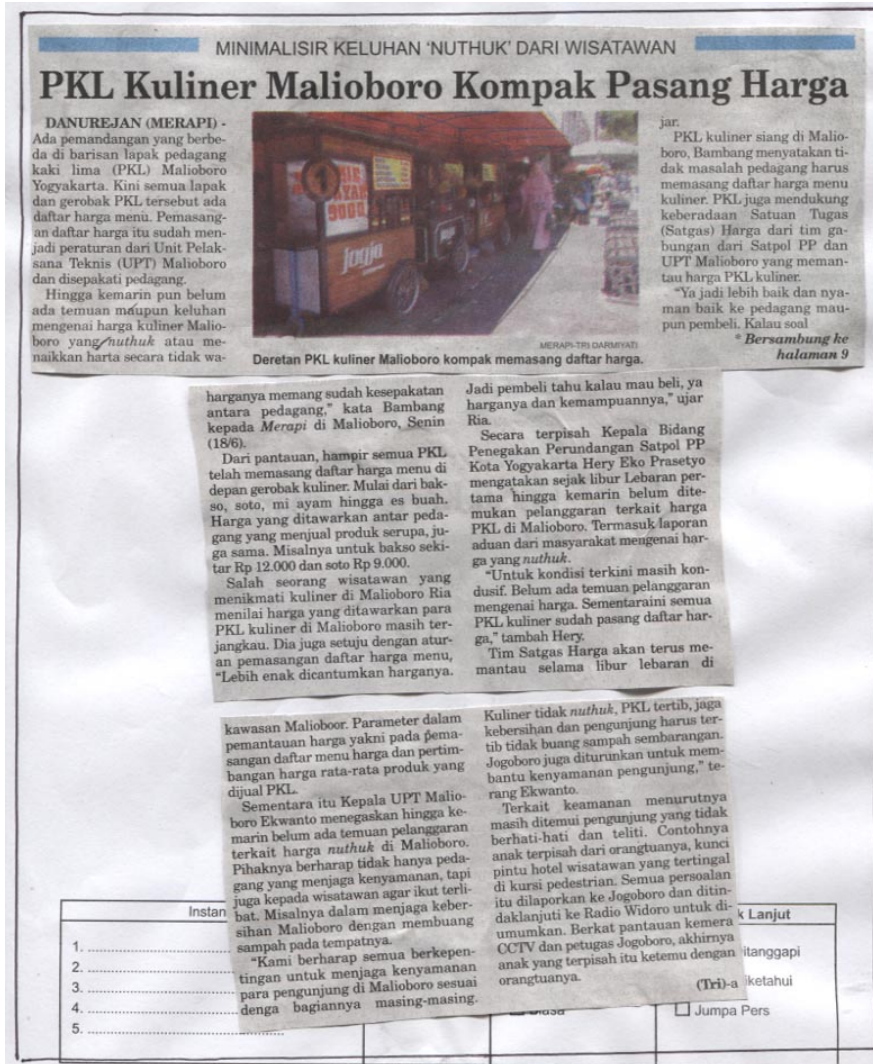 MINIMALISIR KELUHAN 'NUTHUK' DARI WISATAWAN
PKL Kuliner Malioboro Kompak Pasang Harga
DANUREJAN (MERAPI) -
Ada pemandangan yang berbe-
da di barisan lapak pedagang
kaki lima (PKL) Malioboro
Yogyakarta. Kini semua lapak
dan gerobak PKL tersebut ada
daftar harga menu. Pemasang-
an daftar harga itu sudah men-
jadi peraturan dari Unit Pelak-
sana Teknis (UPT) Malioboro
dan disepakati pedagang.
Hingga kemarin pun belum
ada temuan maupun keluhan
mengenai harga kuliner Malio-
boro yang nuthuk atau me-
naikkan harta secara tidak wa-
1
9000
jogja
MERAPI-TRI DARMIYATI
Deretan PKL kuliner Malioboro kompak memasang daftar harga.
jar.
PKL kuliner siang di Malio-
boro, Bambang menyatakan ti-
dak masalah pedagang harus
memasang daftar harga menu
kuliner. PKL juga mendukung
keberadaan Satuan Tugas
(Satgas) Harga dari tim ga-
bungan dari Satpol PP dan
UPT Malioboro yang meman-
tau harga PKL kuliner.
"Ya jadi lebih baik dan nya-
man baik ke pedagang mau-
pun pembeli. Kalau soal
* Bersambung ke
halaman 9
harganya memang sudah kesepakatan
antara pedagang," kata Bambang
kepada Merapi di Malioboro, Senin
(18/6).
Dari pantauan, hampir semua PKL
telah memasang daftar harga menu di
depan gerobak kuliner. Mulai dari bak-
so, soto, mi ayam hingga es buah.
Harga yang ditawarkan antar peda-
gang yang menjual produk serupa, ju-
ga sama. Misalnya untuk bakso seki-
tar Rp 12.000 dan soto Rp 9.000.
Salah seorang wisatawan yang
menikmati kuliner di Malioboro Ria
menilai harga yang ditawarkan para
PKL kuliner di Malioboro masih ter-
jangkau. Dia juga setuju dengan atur-
an pemasangan daftar harga menu,
"Lebih enak dicantumkan harganya.
Jadi pembeli tahu kalau mau beli, ya
harganya dan kemampuannya," ujar
Ria.
Secara terpisah Kepala Bidang
Penegakan Perundangan Satpol PP
Kota Yogyakarta Hery Eko Prasetyo
mengatakan sejak libur Lebaran per-
tama hingga kemarin belum dite-
mukan pelanggaran terkait harga
PKL di Malioboro. Termasuk laporan
aduan dari masyarakat mengenai har-
ga yang nuthuk.
"Untuk kondisi terkini masih kon-
dusif. Belum ada temuan pelanggaran
mengenai harga. Sementaraini semua
PKL kuliner sudah pasang daftar har-
ga," tambah Hery.
Tim Satgas Harga akan terus me-
mantau selama libur lebaran di
kawasan Malioboor. Parameter dalam
pemantauan harga yakni pada pema-
sangan daftar menu harga dan pertim-
bangan harga rata-rata produk yang
dijual PKL.
Sementara itu Kepala UPT Malio-
boro Ekwanto menegaskan hingga ke-
marin belum ada temuan pelanggaran
terkait harga nuthuk di Malioboro.
Pihaknya berharap tidak hanya peda-
gang yang menjaga kenyamanan, tapi
juga kepada wisatawan agar ikut terli-
bat. Misalnya dalam menjaga keber-
sihan Malioboro dengan membuang
sampah pada tempatnya.
"Kami berharap semua berkepen-
tingan untuk menjaga kenyamanan
para pengunjung di Malioboro sesuai
denga bagiannya masing-masing.
Kuliner tidak nuthuk, PKL tertib, jaga
kebersihan dan pengunjung harus ter-
tib tidak buang sampah sembarangan.
Jogoboro juga diturunkan untuk mem-
bantu kenyamanan pengunjung," te-
rang Ekwanto.
Terkait keamanan menurutnya
masih ditemui pengunjung yang tidak
berhati-hati dan teliti. Contohnya
anak terpisah dari orangtuanya, kunci
pintu hotel wisatawan yang tertingal
di kursi pedestrian. Semua persoalan
itu dilaporkan ke Jogoboro dan ditin-
daklanjuti ke Radio Widoro untuk di-
umumkan. Berkat pantauan kemera
CCTV dan petugas Jogoboro, akhirnya
anak yang terpisah itu ketemu dengan
orangtuanya.
(Tri)-a
Instan
1.
2.
3.
4.
5.
k Lanjut
itanggapi
iketahui
Jumpa Pers